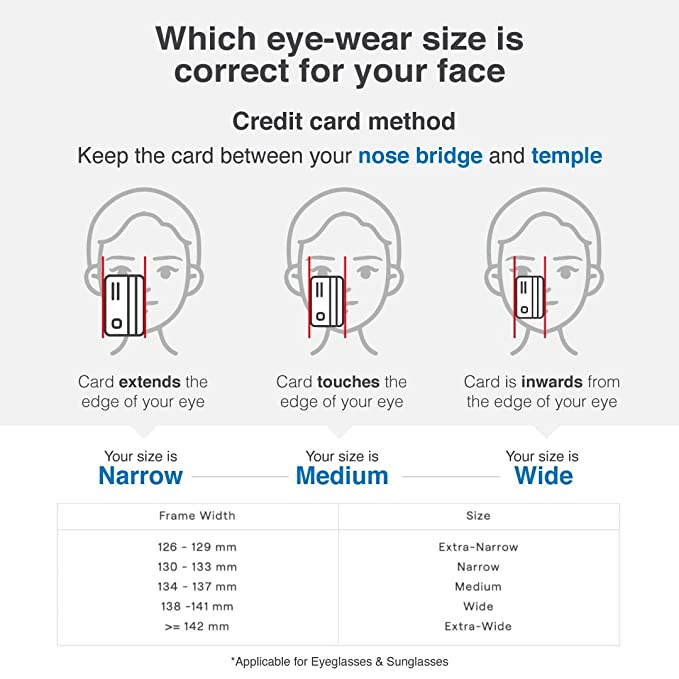 Which eye-wear size is
correct for your face
Credit card method
Keep the card between your nose bridge and temple
Card extends the
edge of your eye
Card touches the
edge of your eye
Card is inwards from
the edge of your eye
Your size is
Narrow
Your size is
Medium
Your size is
Wide
Frame Width Size
126 - 129 mm Extra-Narrow
130 - 133 mm Narrow
134 - 137 mm Medium
138 -141 mm Wide
>= 142 mm Extra-Wide
*Applicable for Eyeglasses & Sunglasses